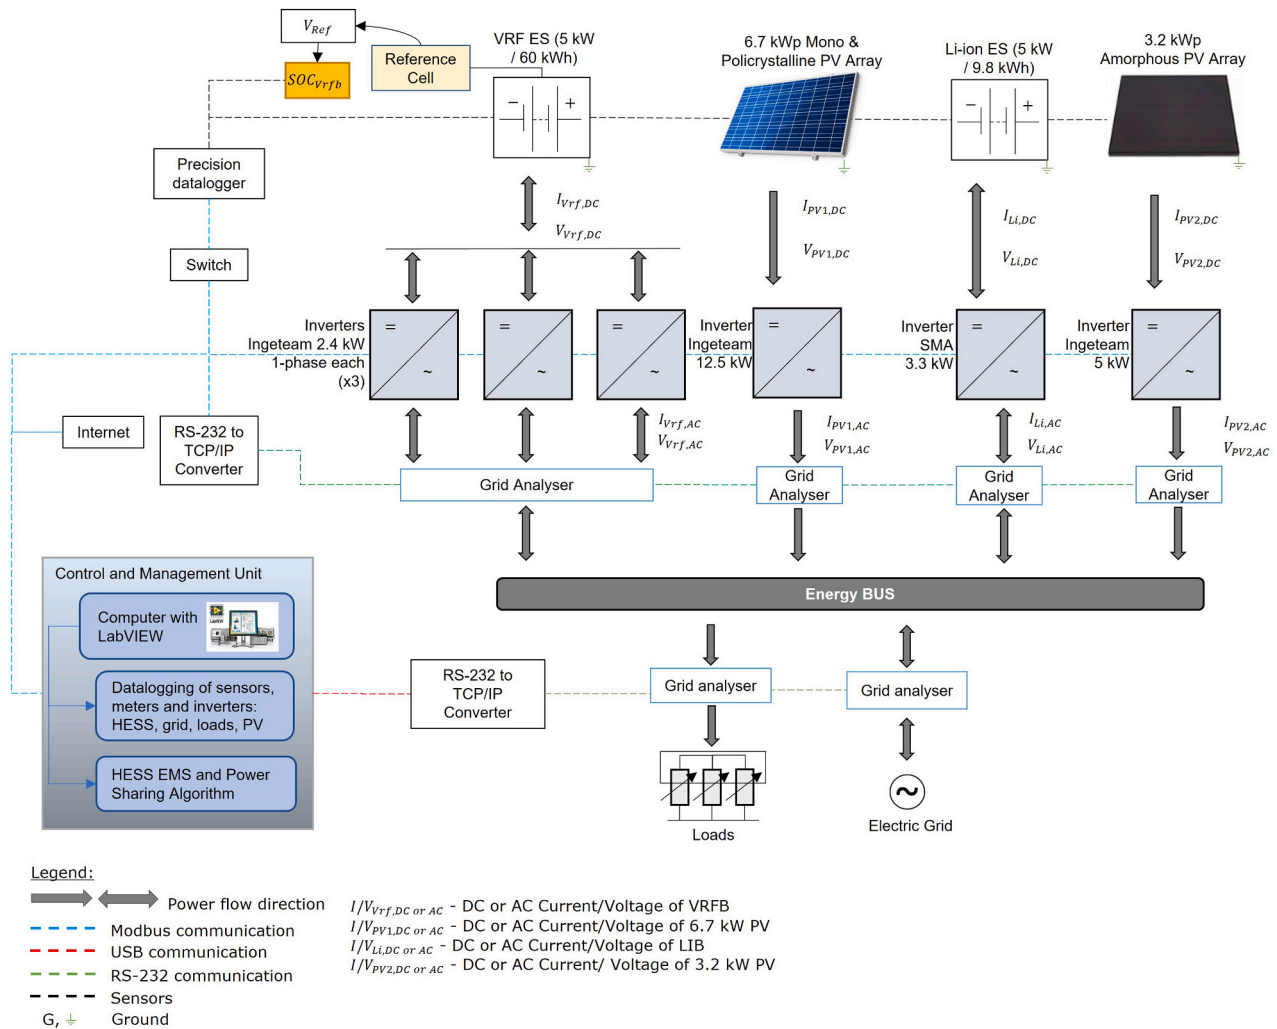 V_Ref
SOC_Vrfb
Reference
Cell
VRF ES (5 kW
/ 60 kWh)
6.7 kWp Mono &
Policrystalline PV Array
Li-ion ES (5 kW
/ 9.8 kWh)
3.2 kWp
Amorphous PV Array
− +
− +
Precision
datalogger
I_Vrf,DC
V_Vrf,DC
I_PV1,DC
V_PV1,DC
I_Li,DC
V_Li,DC
I_PV2,DC
V_PV2,DC
Switch
Inverters
Ingeteam 2.4 kW
1-phase each
(x3)
= ~
= ~
= ~
Inverter
Ingeteam
12.5 kW
= ~
Inverter
SMA
3.3 kW
= ~
Inverter
Ingeteam
5 kW
= ~
Internet
RS-232 to
TCP/IP
Converter
I_Vrf,AC
V_Vrf,AC
I_PV1,AC
V_PV1,AC
I_Li,AC
V_Li,AC
I_PV2,AC
V_PV2,AC
Grid Analyser
Grid
Analyser
Grid
Analyser
Grid
Analyser
Energy BUS
Control and Management Unit
Computer with
LabVIEW
LabVIEW
Datalogging of sensors,
meters and inverters:
HESS, grid, loads, PV
HESS EMS and Power
Sharing Algorithm
RS-232 to
TCP/IP
Converter
Grid analyser
Grid analyser
Loads
~
Electric Grid
Legend:
Power flow direction
Modbus communication
USB communication
RS-232 communication
Sensors
G, Ground
I/V_Vrf,DC or AC - DC or AC Current/Voltage of VRFB
I/V_PV1,DC or AC - DC or AC Current/Voltage of 6.7 kW PV
I/V_Li,DC or AC - DC or AC Current/Voltage of LIB
I/V_PV2,DC or AC - DC or AC Current/ Voltage of 3.2 kW PV